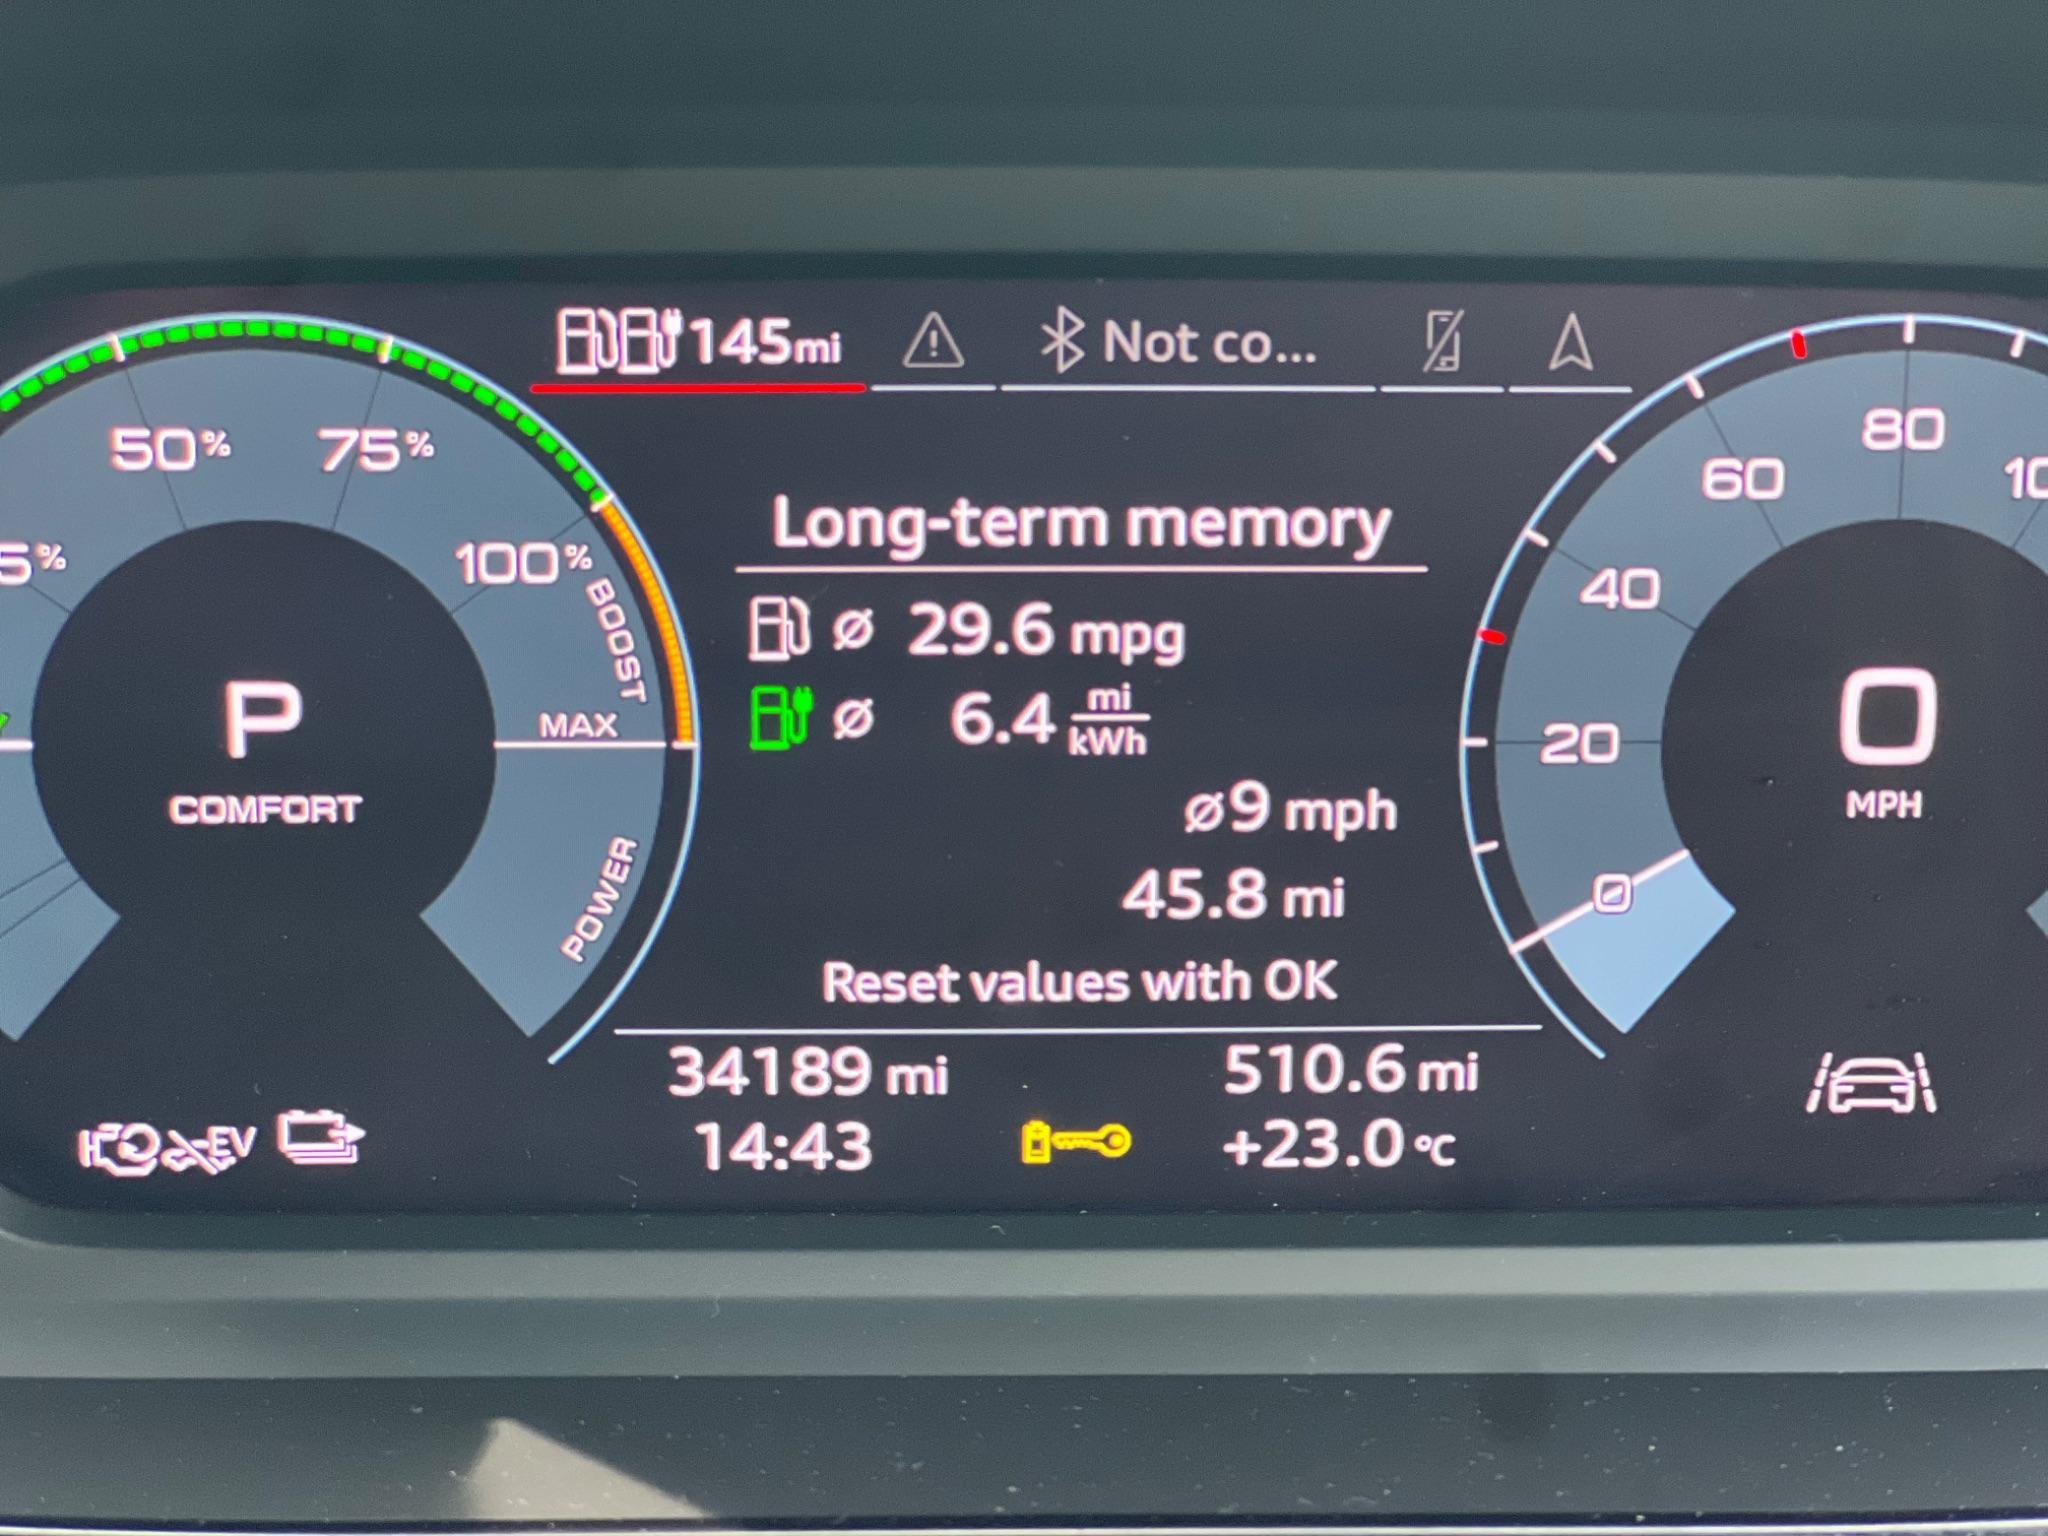 145mi
Not co...
50%
75%
5%
100%
BOOST
MAX
POWER
P
COMFORT
Long-term memory
ø 29.6 mpg
ø 6.4 mi/kWh
ø9 mph
45.8 mi
Reset values with OK
34189 mi
510.6 mi
14:43
+23.0 °C
EV
80
60
10
40
20
0
0
MPH